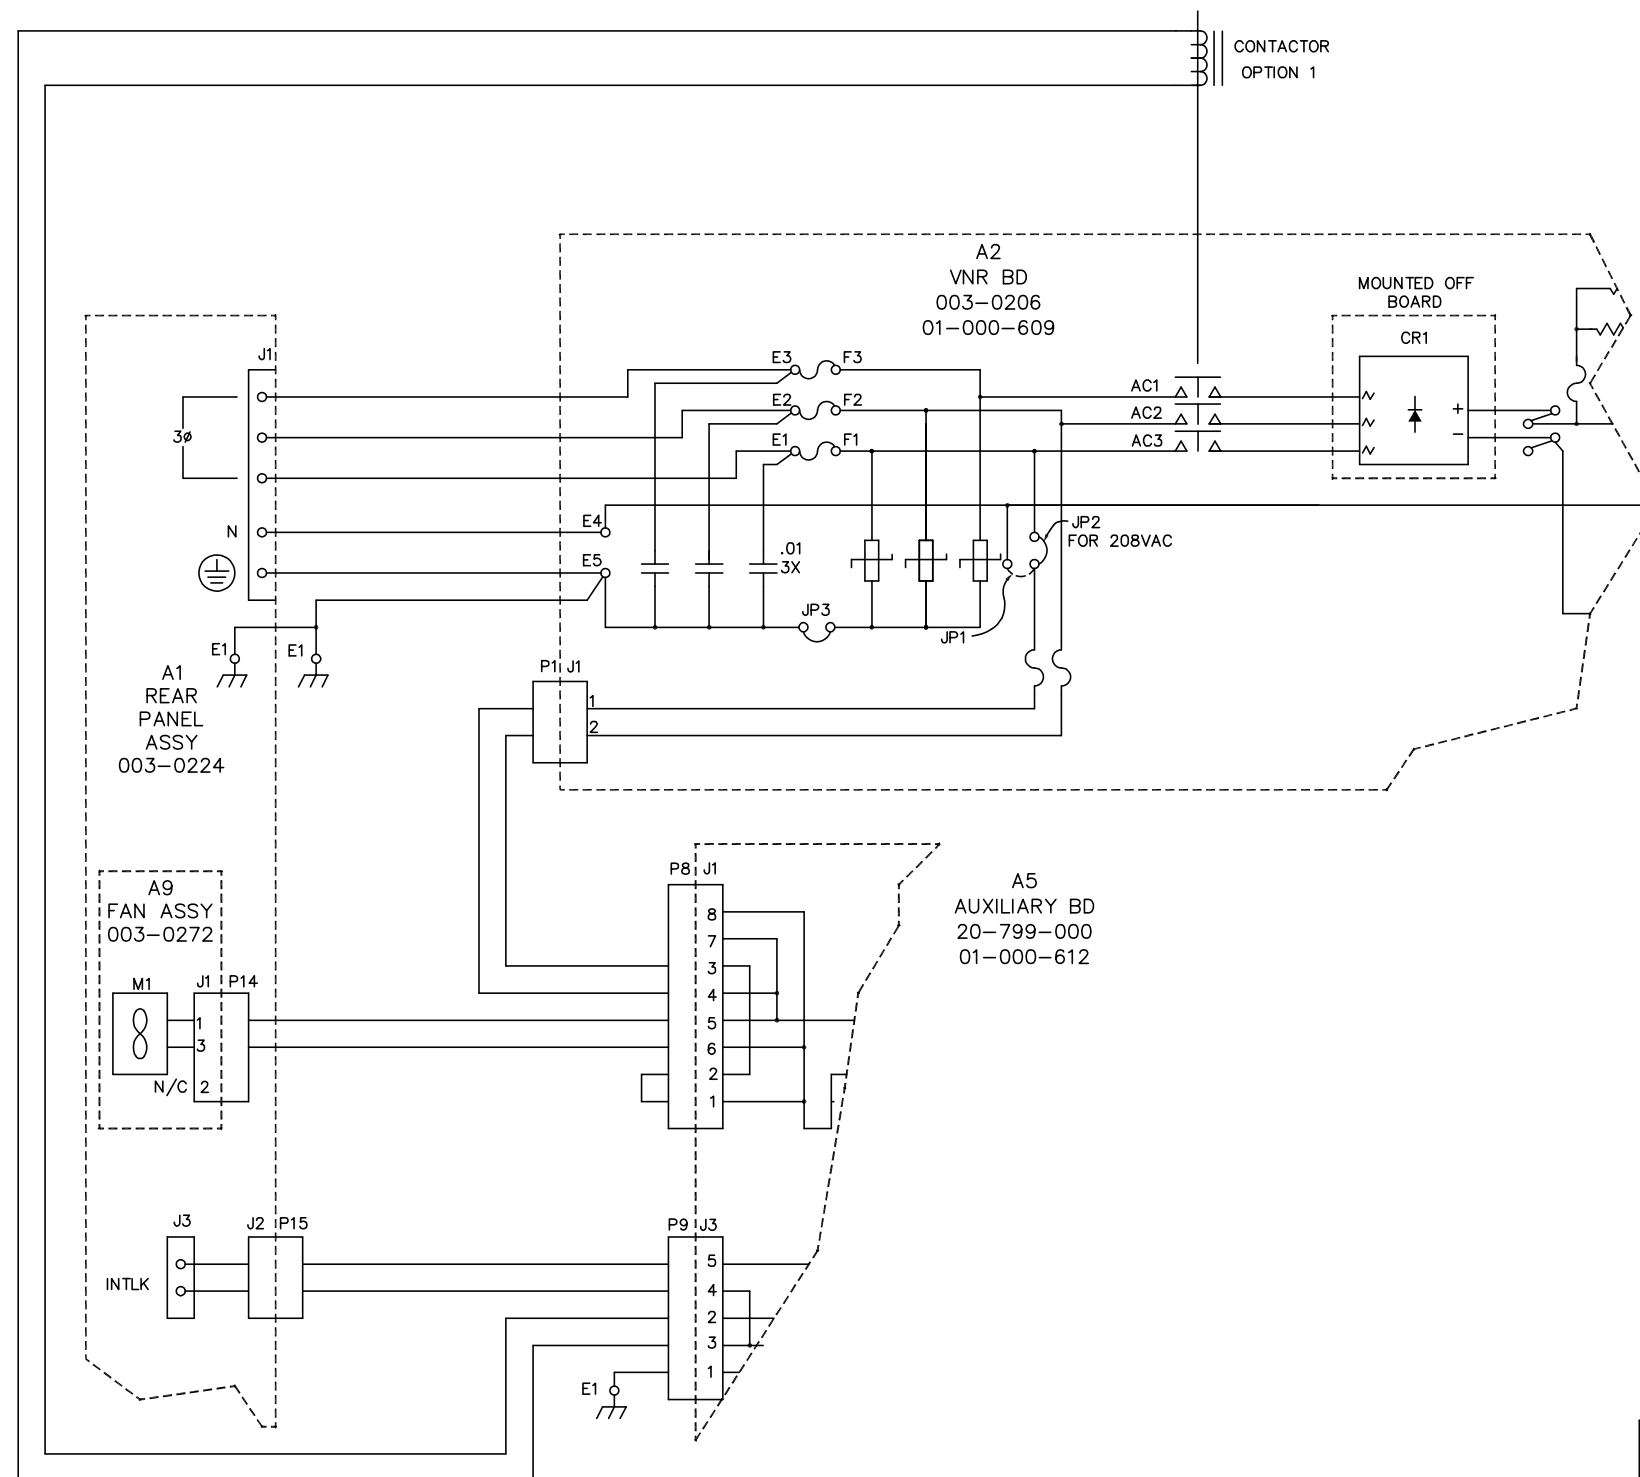 CONTACTOR
OPTION 1
A2
VNR BD
003-0206
01-000-609
MOUNTED OFF
BOARD
CR1
+
−
J1
3ø
N
E3
F3
E2
F2
E1
F1
AC1
AC2
AC3
E4
E5
.01
3X
JP2
FOR 208VAC
JP3
JP1
E1
E1
P1
J1
1
2
A1
REAR
PANEL
ASSY
003-0224
A9
FAN ASSY
003-0272
M1
J1
P14
1
3
N/C
2
P8
J1
8
7
3
4
5
6
2
1
A5
AUXILIARY BD
20-799-000
01-000-612
J3
J2
P15
INTLK
P9
J3
5
4
2
3
1
E1